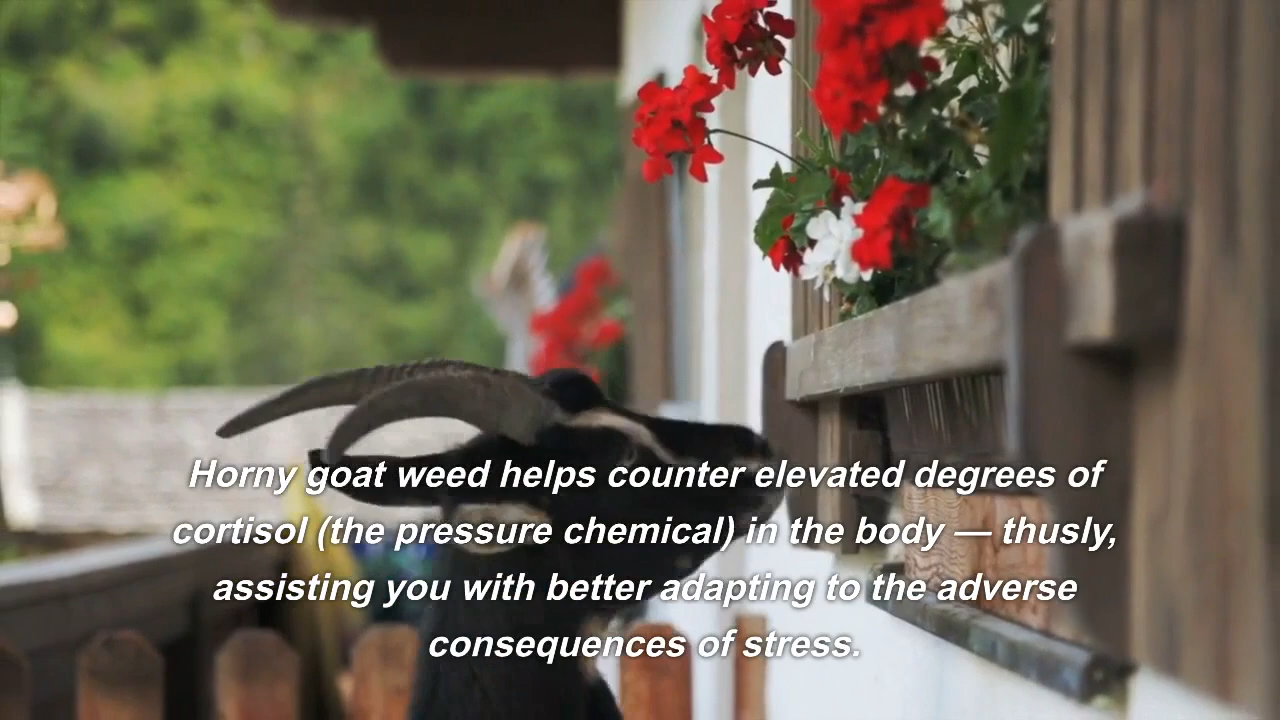 Horny goat weed helps counter elevated degrees of
cortisol (the pressure chemical) in the body — thusly,
assisting you with better adapting to the adverse
consequences of stress.